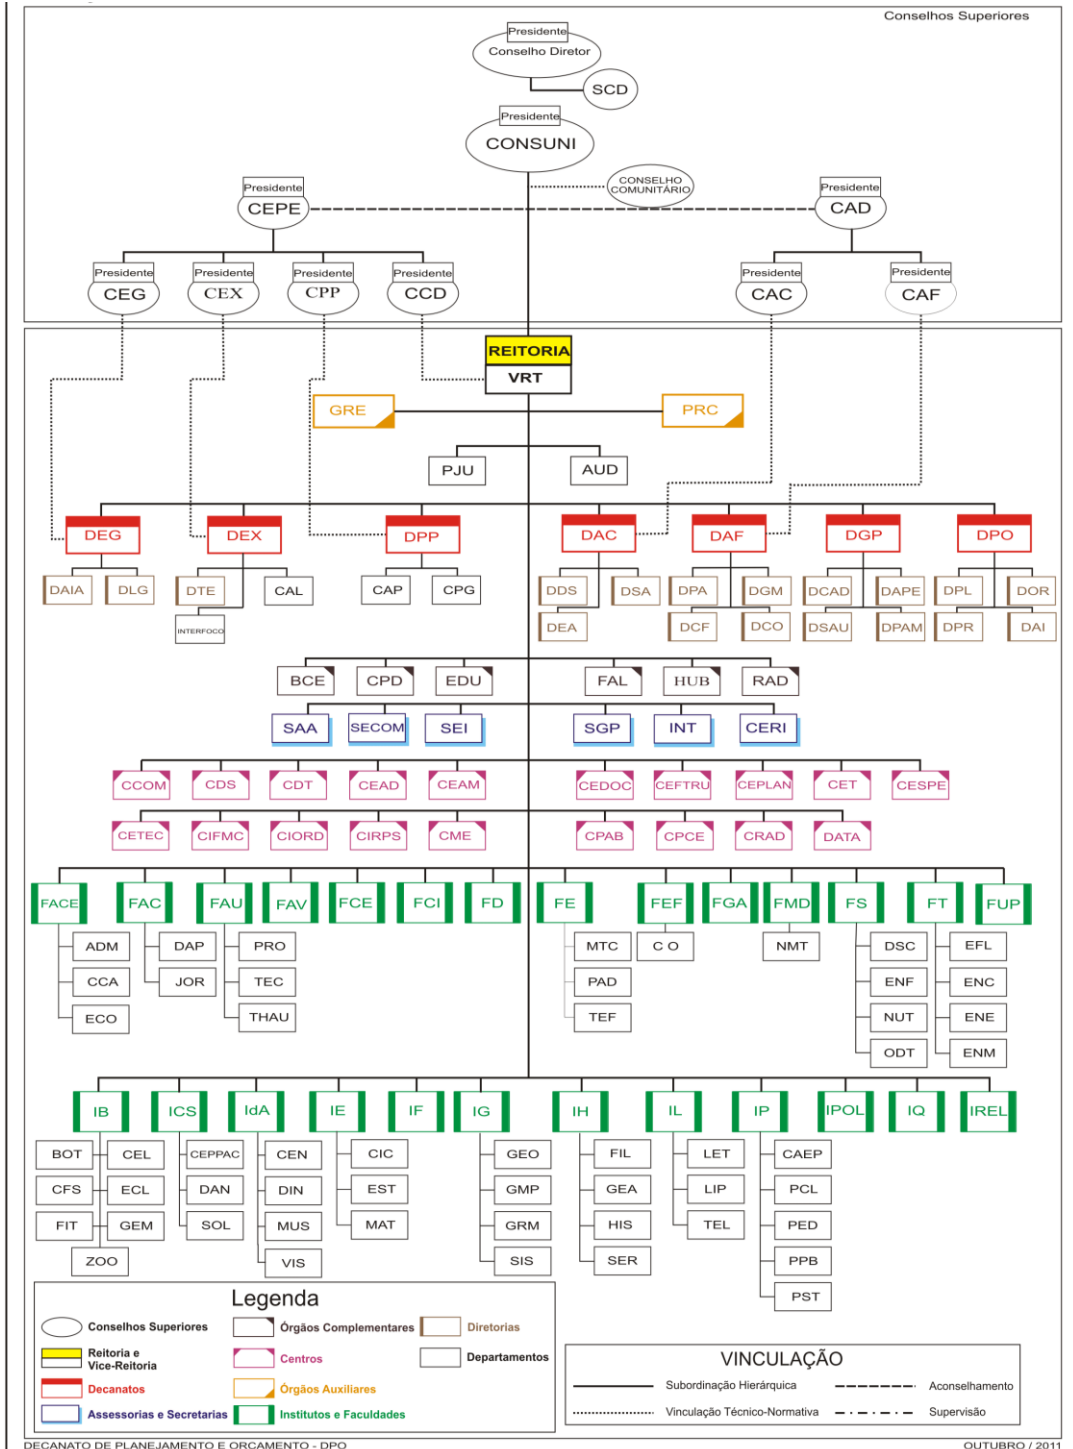 Conselhos Superiores
Presidente
Conselho Diretor
SCD
Presidente
CONSUNI
CONSELHO
COMUNITÁRIO
Presidente
CEPE
Presidente
CAD
Presidente
CEG
Presidente
CEX
Presidente
CPP
Presidente
CCD
Presidente
CAC
Presidente
CAF
REITORIA
VRT
GRE
PRC
PJU
AUD
DEG
DEX
DPP
DAC
DAF
DGP
DPO
DAIA
DLG
DTE
CAL
CAP
CPG
DDS
DSA
DPA
DGM
DCAD
DAPE
DPL
DOR
INTERFOCO
DEA
DCF
DCO
DSAU
DPAM
DPR
DAI
BCE
CPD
EDU
FAL
HUB
RAD
SAA
SECOM
SEI
SGP
INT
CERI
CCOM
CDS
CDT
CEAD
CEAM
CEDOC
CEFTRU
CEPLAN
CET
CESPE
CETEC
CIFMC
CIORD
CIRPS
CME
CPAB
CPCE
CRAD
DATA
FACE
FAC
FAU
FAV
FCE
FCI
FD
FE
FEF
FGA
FMD
FS
FT
FUP
ADM
DAP
PRO
MTC
C O
NMT
DSC
EFL
CCA
JOR
TEC
PAD
ENF
ENC
ECO
THAU
TEF
NUT
ENE
ODT
ENM
IB
ICS
IdA
IE
IF
IG
IH
IL
IP
IPOL
IQ
IREL
BOT
CEL
CEPPAC
CEN
CIC
GEO
FIL
LET
CAEP
CFS
ECL
DAN
DIN
EST
GMP
GEA
LIP
PCL
FIT
GEM
SOL
MUS
MAT
GRM
HIS
TEL
PED
ZOO
VIS
SIS
SER
PPB
PST
Legenda
Conselhos Superiores
Órgãos Complementares
Diretorias
Reitoria e
Vice-Reitoria
Centros
Departamentos
Decanatos
Órgãos Auxiliares
Assessorias e Secretarias
Institutos e Faculdades
VINCULAÇÃO
Subordinação Hierárquica
Aconselhamento
Vinculação Técnico-Normativa
Supervisão
DECANATO DE PLANEJAMENTO E ORÇAMENTO - DPO
OUTUBRO / 2011